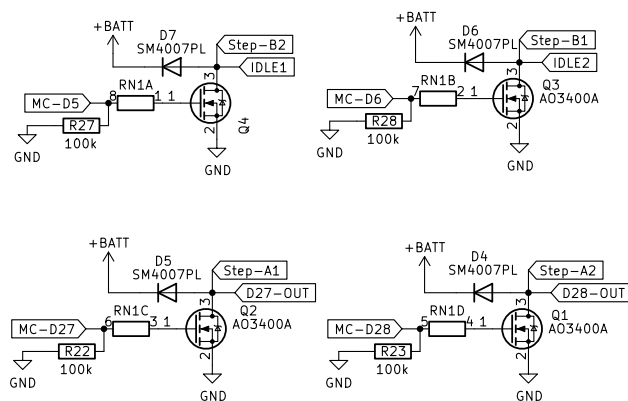 +BATT
D7
SM4007PL
Step-B2
IDLE1
3
RN1A
MC-D5
8
1 1
R27
100k
2
Q4
GND
GND
+BATT
D6
SM4007PL
Step-B1
IDLE2
3
RN1B
Q3
AO3400A
MC-D6
7
2 1
R28
100k
2
GND
GND
+BATT
D5
SM4007PL
Step-A1
D27-OUT
3
RN1C
Q2
AO3400A
MC-D27
6
3 1
R22
100k
2
GND
GND
+BATT
D4
SM4007PL
Step-A2
D28-OUT
3
RN1D
Q1
AO3400A
MC-D28
5
4 1
R23
100k
2
GND
GND